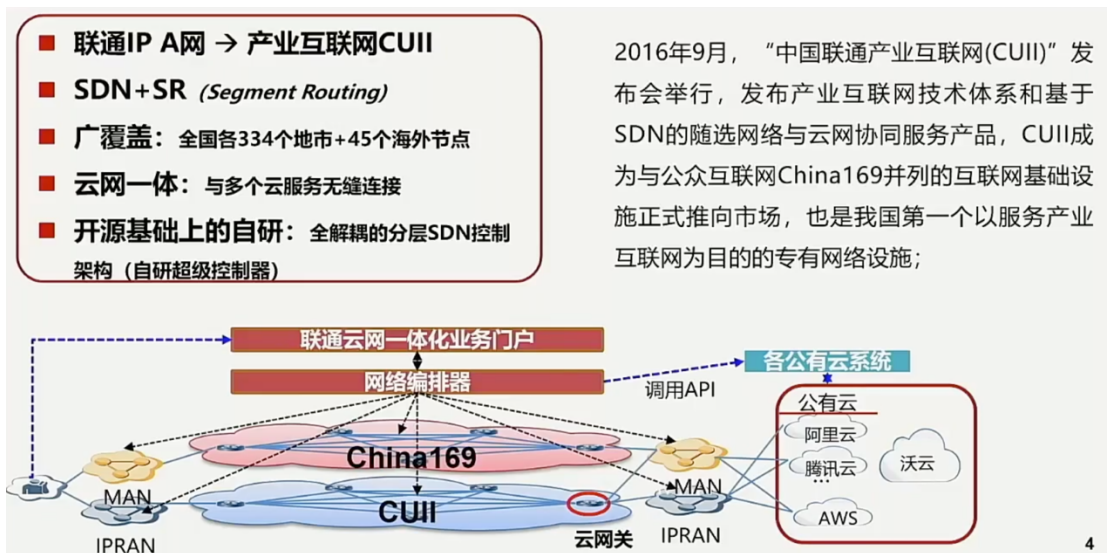 联通IP A网 → 产业互联网CUII
SDN+SR (Segment Routing)
广覆盖：全国各334个地市+45个海外节点
云网一体：与多个云服务无缝连接
开源基础上的自研：全解耦的分层SDN控制
架构（自研超级控制器）
2016年9月，“中国联通产业互联网(CUII)”发
布会举行，发布产业互联网技术体系和基于
SDN的随选网络与云网协同服务产品，CUII成
为与公众互联网China169并列的互联网基础设
施正式推向市场，也是我国第一个以服务产业
互联网为目的的专有网络设施；
联通云网一体化业务门户
网络编排器
调用API
各公有云系统
公有云
阿里云
腾讯云
...
沃云
AWS
China169
CUII
MAN
IPRAN
MAN
IPRAN
云网关
4